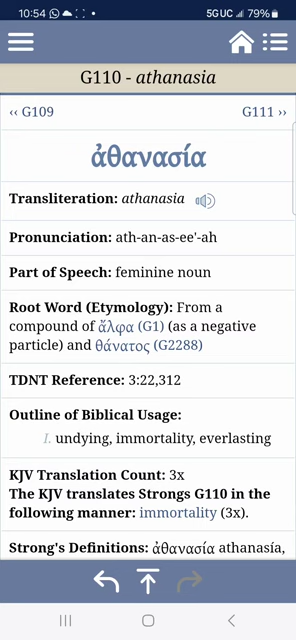 10:54 5G UC 79%
G110 - athanasia
‹‹ G109 G111 ››
ἀθανασία
Transliteration: athanasia
Pronunciation: ath-an-as-ee'-ah
Part of Speech: feminine noun
Root Word (Etymology): From a
compound of ἄλφα (G1) (as a negative
particle) and θάνατος (G2288)
TDNT Reference: 3:22,312
Outline of Biblical Usage:
I. undying, immortality, everlasting
KJV Translation Count: 3x
The KJV translates Strongs G110 in the
following manner: immortality (3x).
Strong's Definitions: ἀθανασία athanasía,